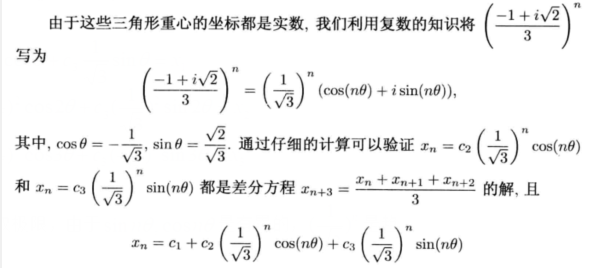 由于这些三角形重心的坐标都是实数, 我们利用复数的知识将 $\left(\frac{-1+i\sqrt{2}}{3}\right)^n$
写为
$\left(\frac{-1+i\sqrt{2}}{3}\right)^n = \left(\frac{1}{\sqrt{3}}\right)^n (\cos(n\theta) + i\sin(n\theta)),$
其中, $\cos\theta = -\frac{1}{\sqrt{3}}, \sin\theta = \frac{\sqrt{2}}{\sqrt{3}}$. 通过仔细的计算可以验证 $x_n = c_2 \left(\frac{1}{\sqrt{3}}\right)^n \cos(n\theta)$
和 $x_n = c_3 \left(\frac{1}{\sqrt{3}}\right)^n \sin(n\theta)$ 都是差分方程 $x_{n+3} = \frac{x_n + x_{n+1} + x_{n+2}}{3}$ 的解, 且
$x_n = c_1 + c_2 \left(\frac{1}{\sqrt{3}}\right)^n \cos(n\theta) + c_3 \left(\frac{1}{\sqrt{3}}\right)^n \sin(n\theta)$